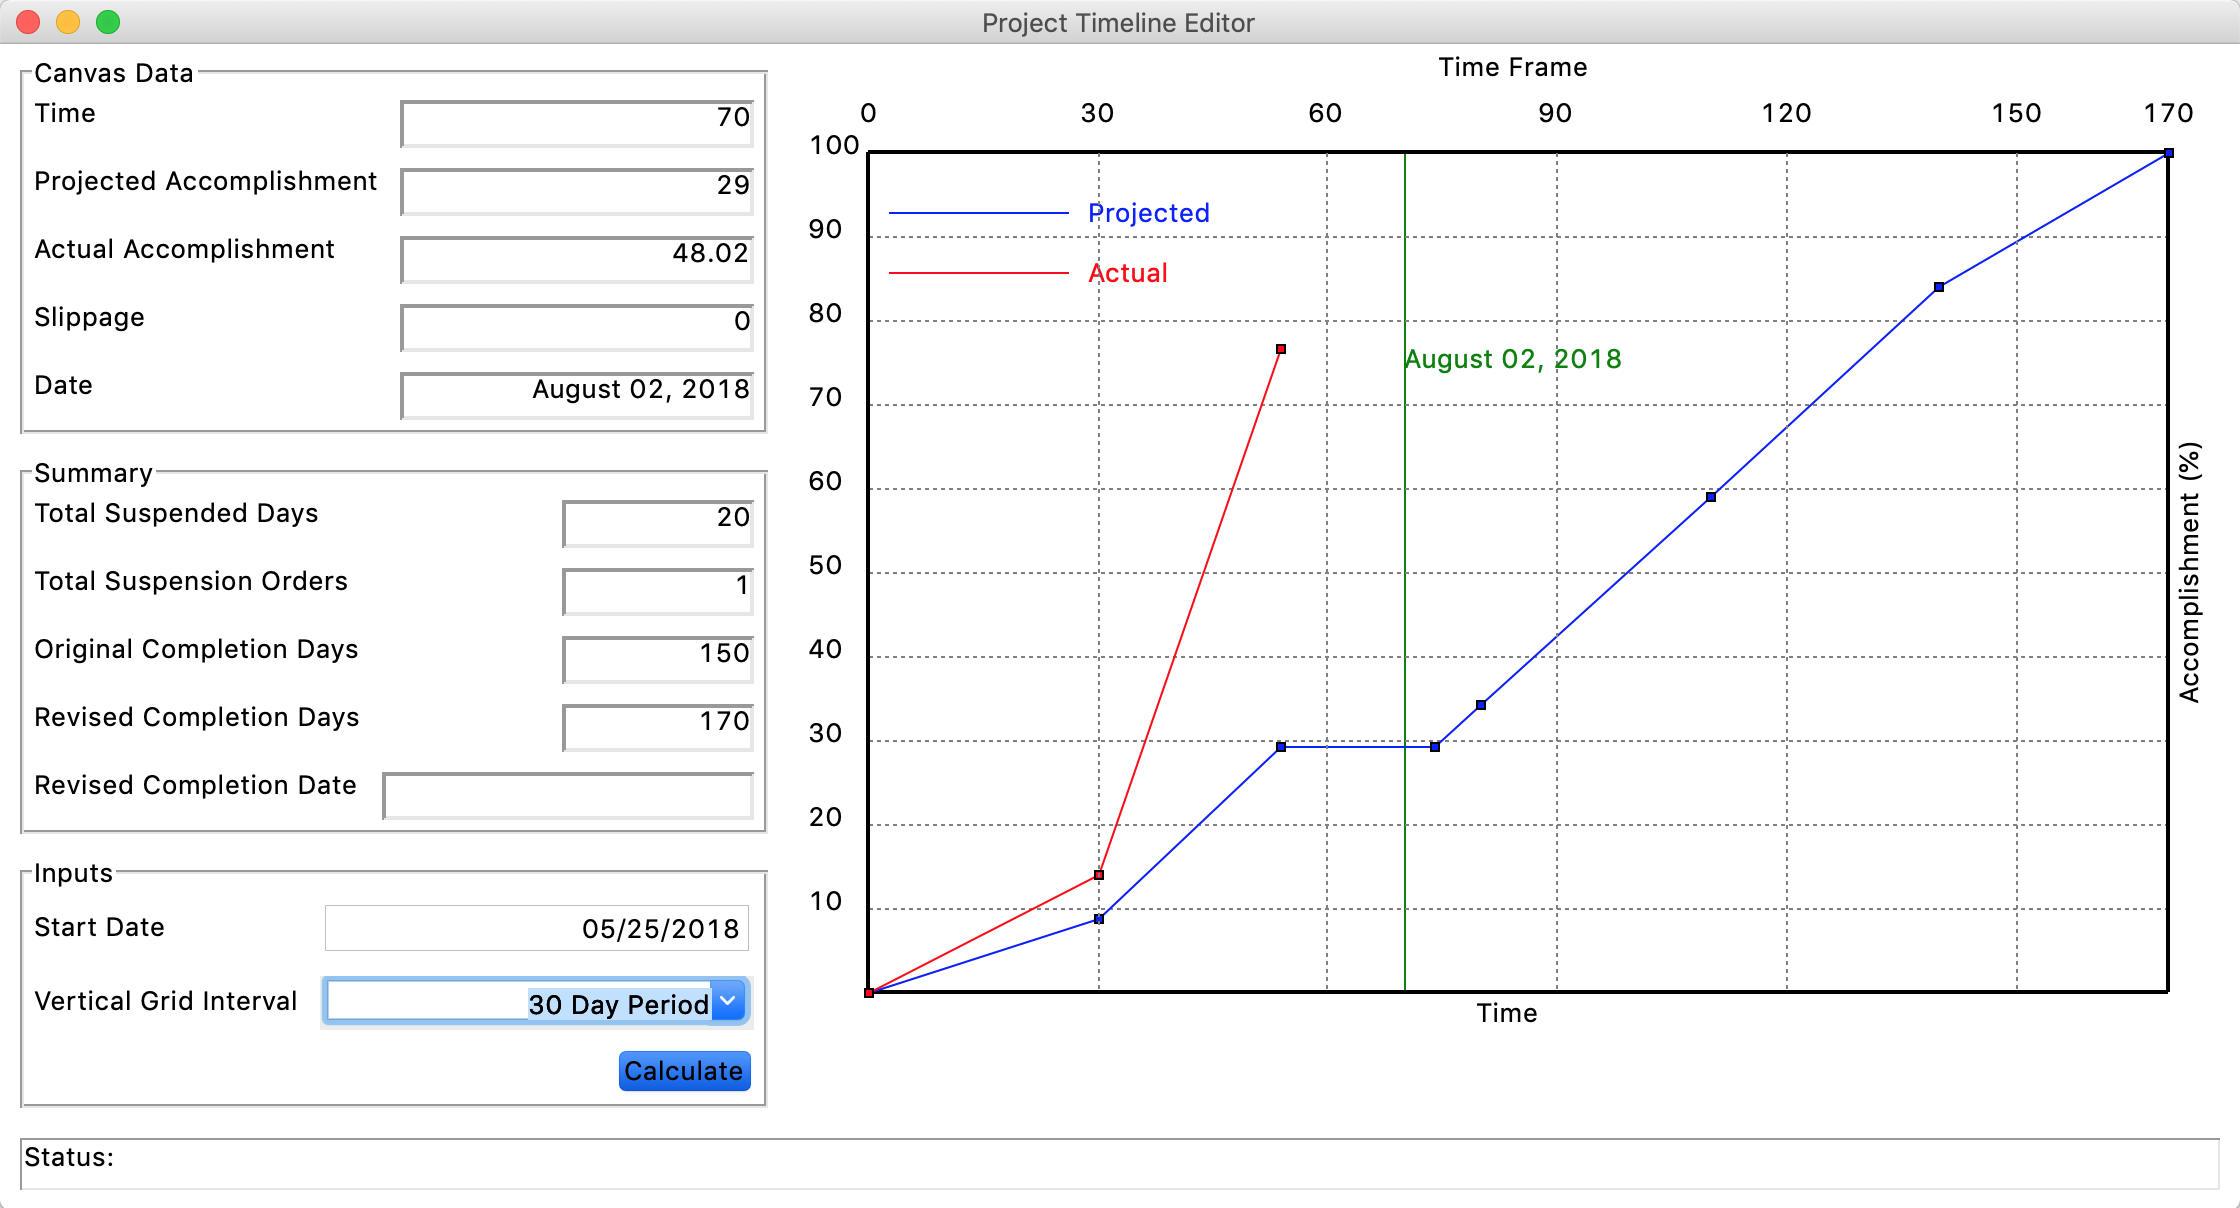 Project Timeline Editor
Canvas Data
Time
70
Projected Accomplishment
29
Actual Accomplishment
48.02
Slippage
0
Date
August 02, 2018
Summary
Total Suspended Days
20
Total Suspension Orders
1
Original Completion Days
150
Revised Completion Days
170
Revised Completion Date
Inputs
Start Date
05/25/2018
Vertical Grid Interval
30 Day Period
Calculate
Time Frame
0 30 60 90 120 150 170
100
90
80
70
60
50
40
30
20
10
Projected
Actual
August 02, 2018
Accomplishment (%)
Time
Status: